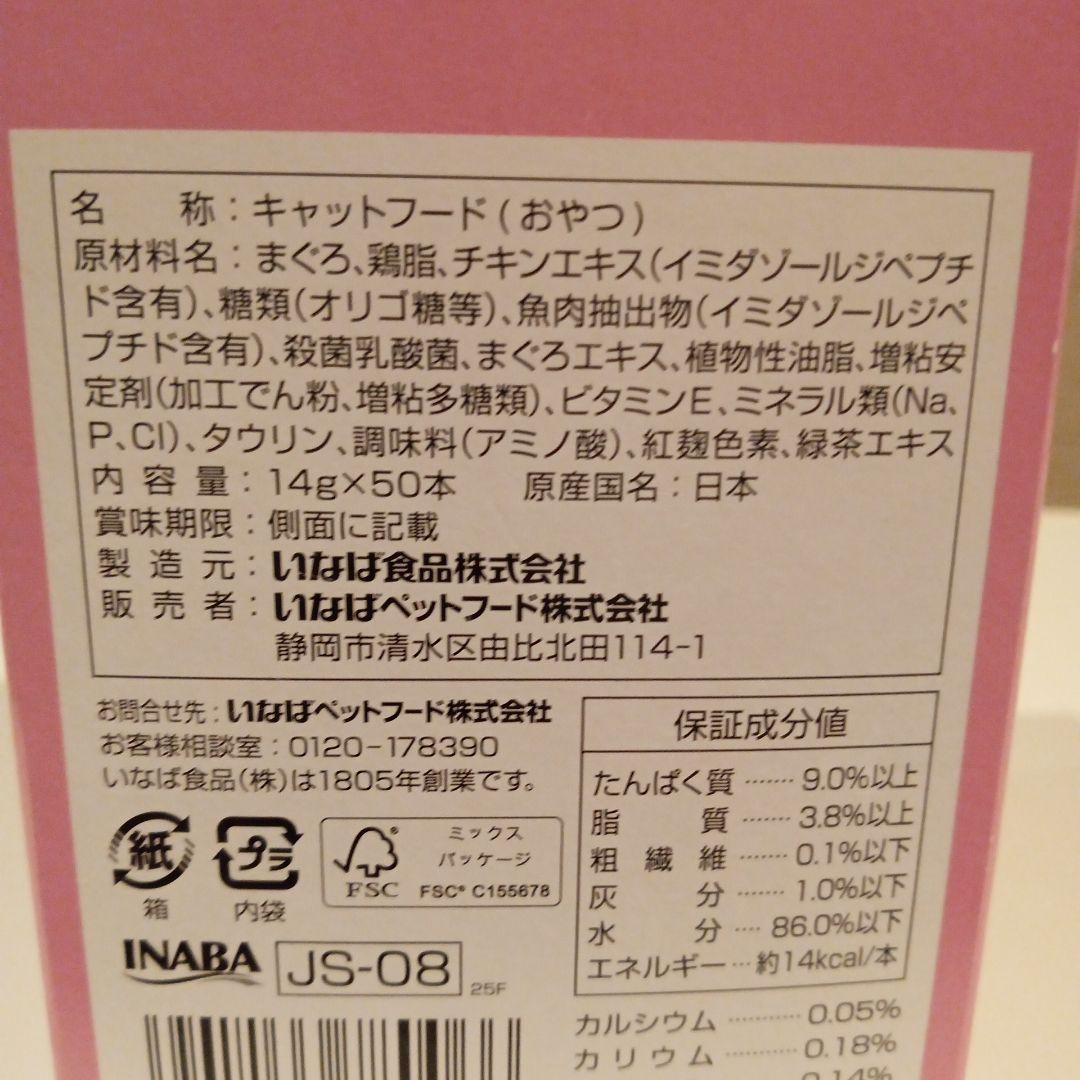 名称：キャットフード(おやつ)
原材料名：まぐろ、鶏脂、チキンエキス(イミダゾールジペプチ
ド含有)、糖類(オリゴ糖等)、魚肉抽出物(イミダゾールジペ
プチド含有)、殺菌乳酸菌、まぐろエキス、植物性油脂、増粘安
定剤(加工でん粉、増粘多糖類)、ビタミンE、ミネラル類(Na、
P、Cl)、タウリン、調味料(アミノ酸)、紅麹色素、緑茶エキス
内容量：14g×50本 原産国名：日本
賞味期限：側面に記載
製造元：いなば食品株式会社
販売者：いなばペットフード株式会社
静岡市清水区由比北田114-1
お問合せ先：いなばペットフード株式会社
お客様相談室：0120-178390
いなば食品(株)は1805年創業です。
紙
箱
プラ
内袋
FSC
ミックス
パッケージ
FSC® C155678
INABA
JS-08
25F
保証成分値
たんぱく質……9.0%以上
脂質……3.8%以上
粗繊維……0.1%以下
灰分……1.0%以下
水分……86.0%以下
エネルギー…約14kcal/本
カルシウム……0.05%
カリウム……0.18%
0.14%